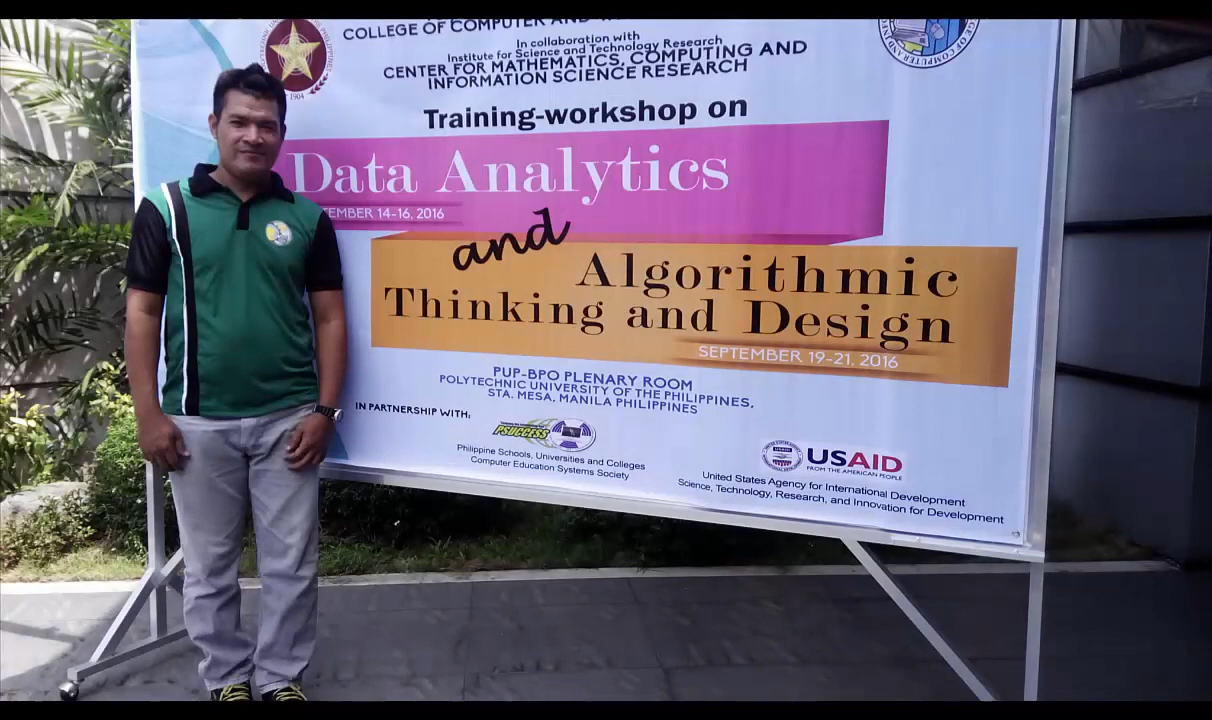 COLLEGE OF COMPUTER AND
In collaboration with
Institute for Science and Technology Research
CENTER FOR MATHEMATICS, COMPUTING AND
INFORMATION SCIENCE RESEARCH
1904
Training-workshop on
Data Analytics
TEMBER 14-16, 2016
and
Algorithmic
Thinking and Design
SEPTEMBER 19-21, 2016
PUP-BPO PLENARY ROOM
POLYTECHNIC UNIVERSITY OF THE PHILIPPINES,
STA. MESA, MANILA PHILIPPINES
IN PARTNERSHIP WITH:
PSUCCESS
Philippine Schools, Universities and Colleges
Computer Education Systems Society
USAID
FROM THE AMERICAN PEOPLE
United States Agency for International Development
Science, Technology, Research, and Innovation for Development